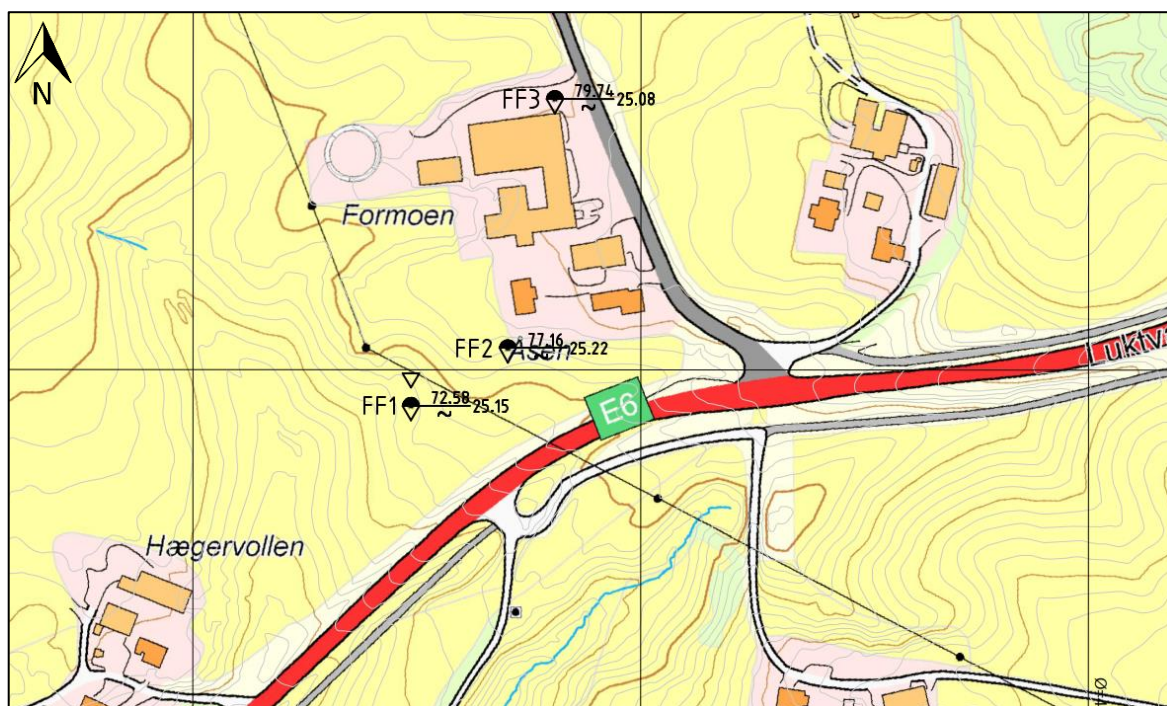 N
FF3 79.74 25.08
~
Formoen
FF2 77.16 25.22
Åsen
E6
Luktv
FF1 72.58 25.15
~
Hægervollen